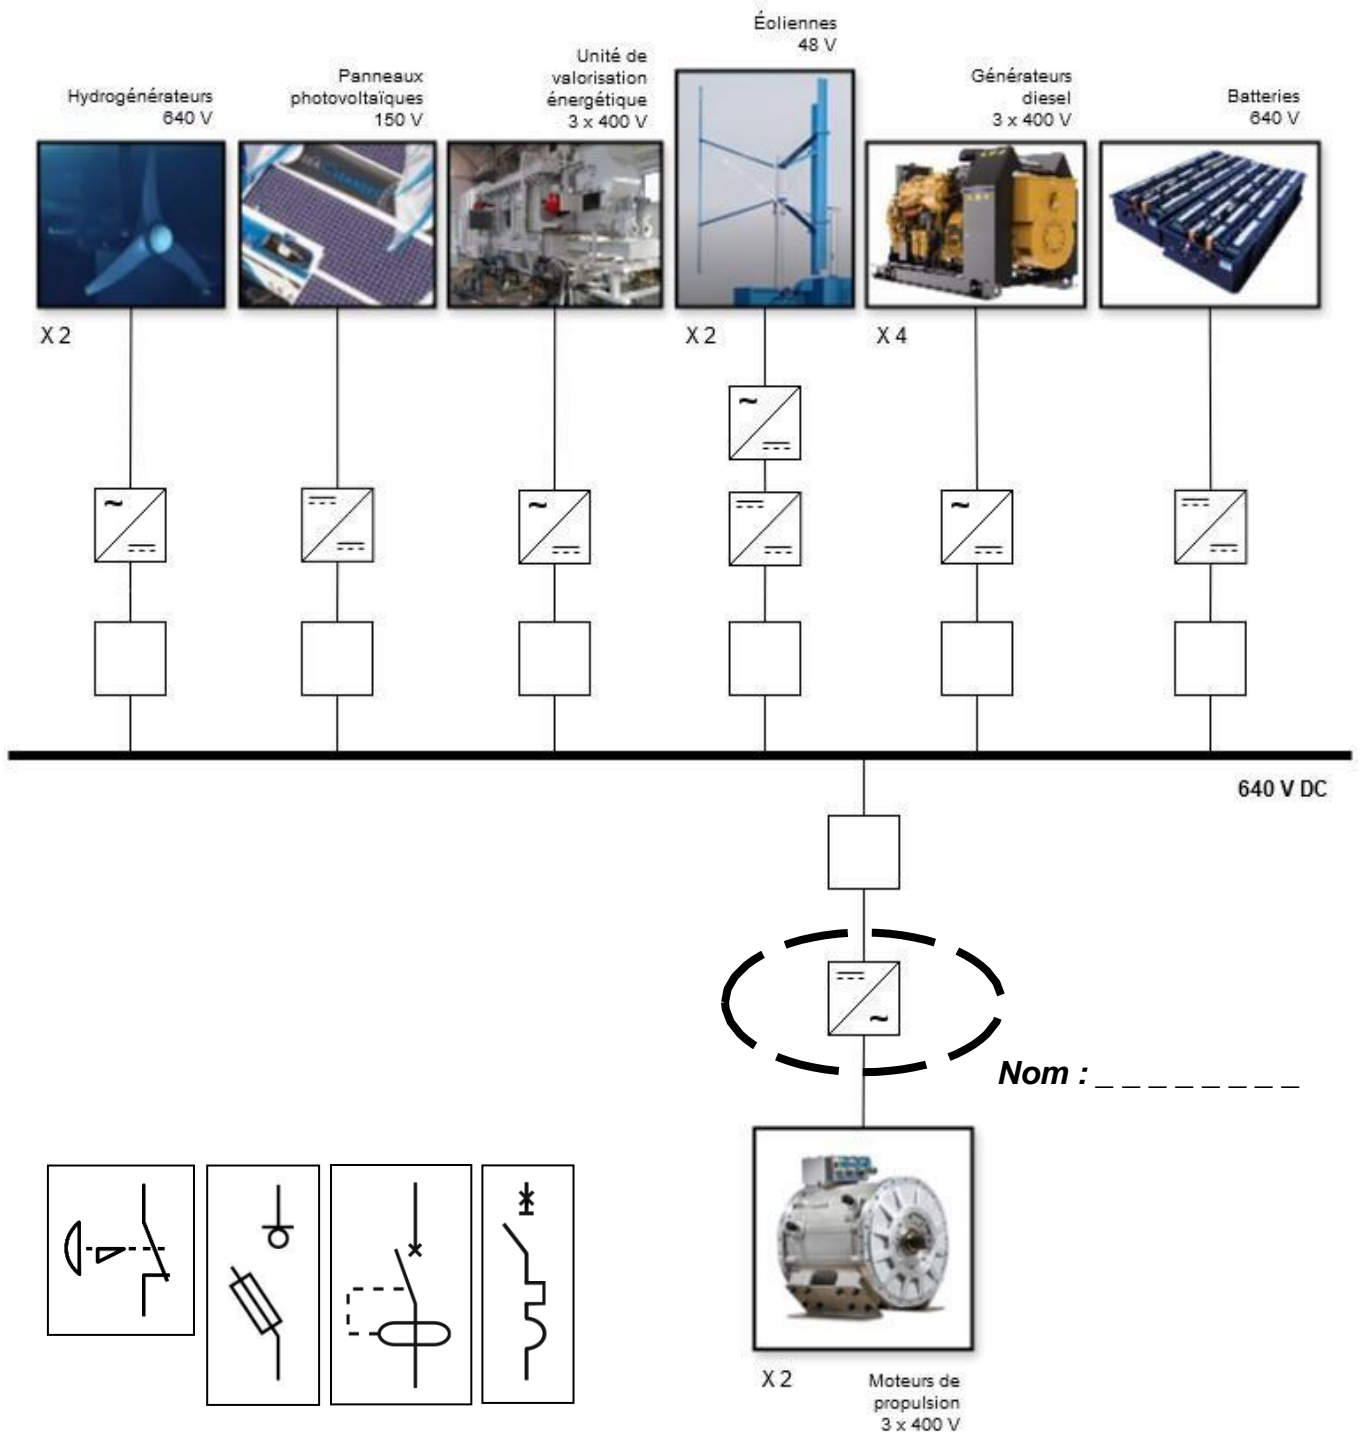 Éoliennes
48 V
Unité de
valorisation
énergétique
3 x 400 V
Panneaux
photovoltaïques
150 V
Générateurs
diesel
3 x 400 V
Hydrogénérateurs
640 V
Batteries
640 V
X 2
X 2
X 4
640 V DC
Nom : _ _ _ _ _ _ _ _
X 2
Moteurs de
propulsion
3 x 400 V